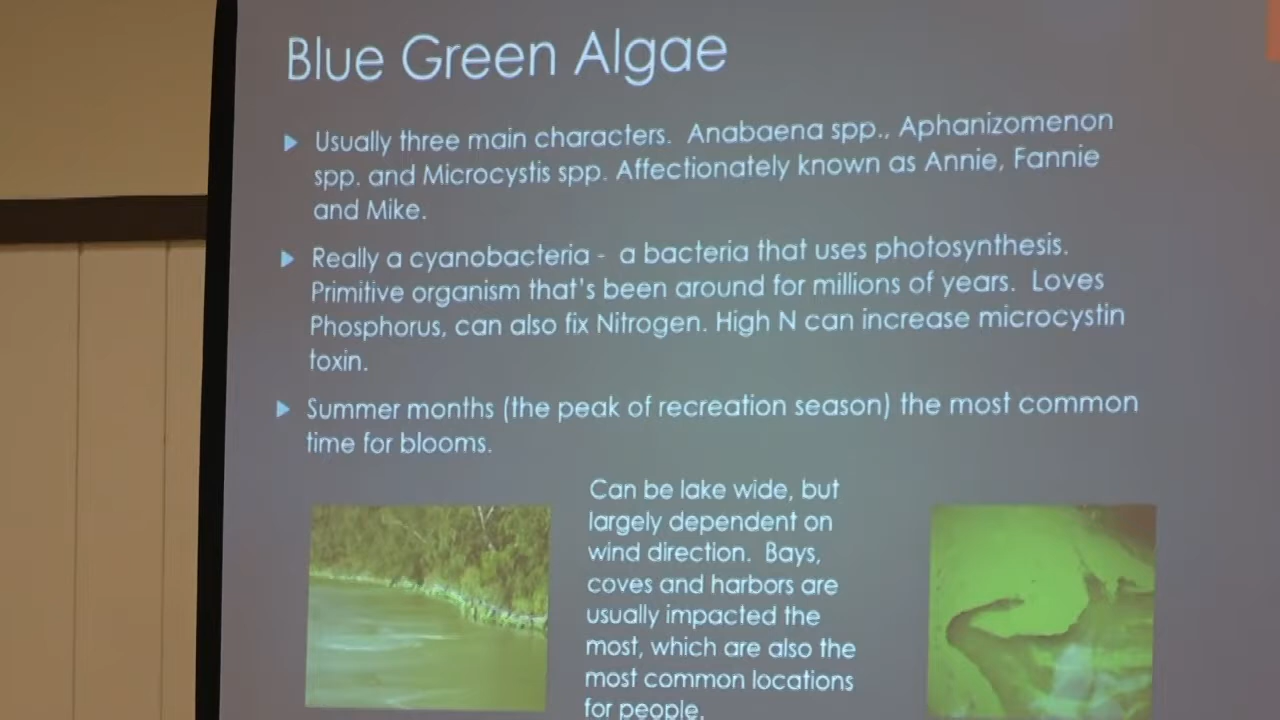 Blue Green Algae
Usually three main characters. Anabaena spp., Aphanizomenon
spp. and Microcystis spp. Affectionately known as Annie, Fannie
and Mike.
Really a cyanobacteria - a bacteria that uses photosynthesis.
Primitive organism that's been around for millions of years. Loves
Phosphorus, can also fix Nitrogen. High N can increase microcystin
toxin.
Summer months (the peak of recreation season) the most common
time for blooms.
Can be lake wide, but
largely dependent on
wind direction. Bays,
coves and harbors are
usually impacted the
most, which are also the
most common locations
for people.